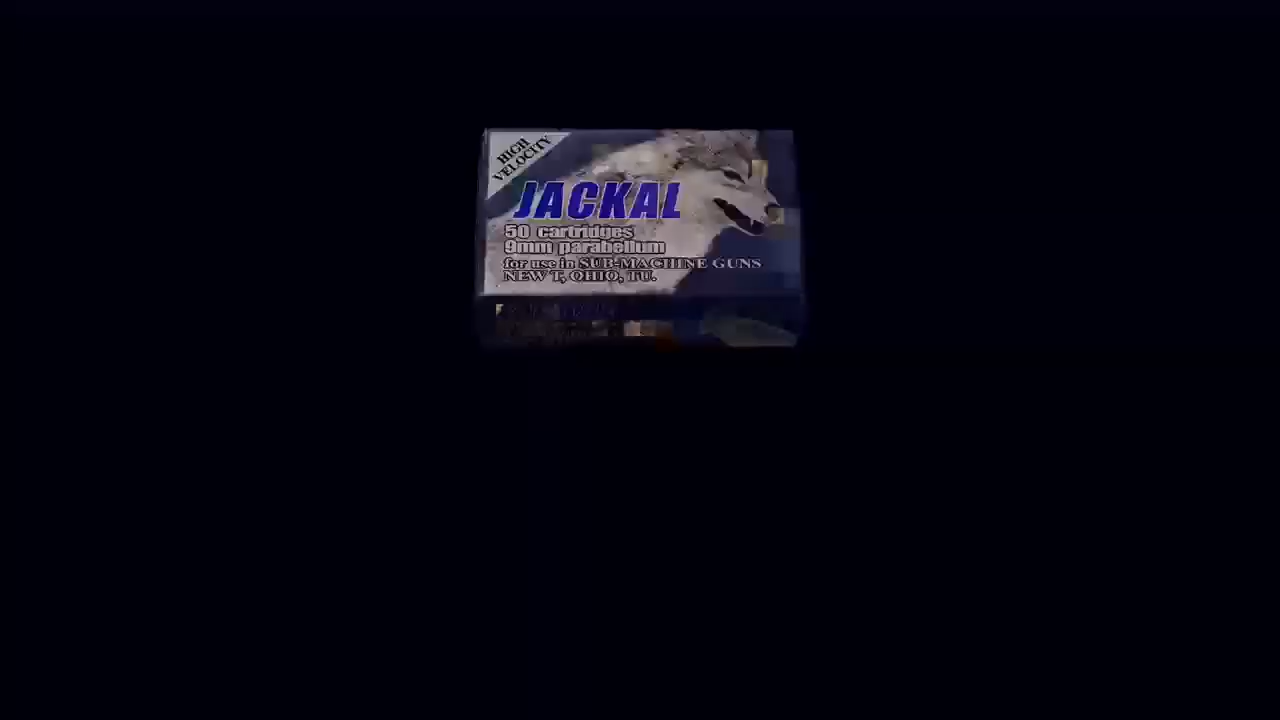 HIGH
VELOCITY
JACKAL
50 cartridges
9mm parabellum
for use in SUB-MACHINE GUNS
NEW T, OHIO, TU.